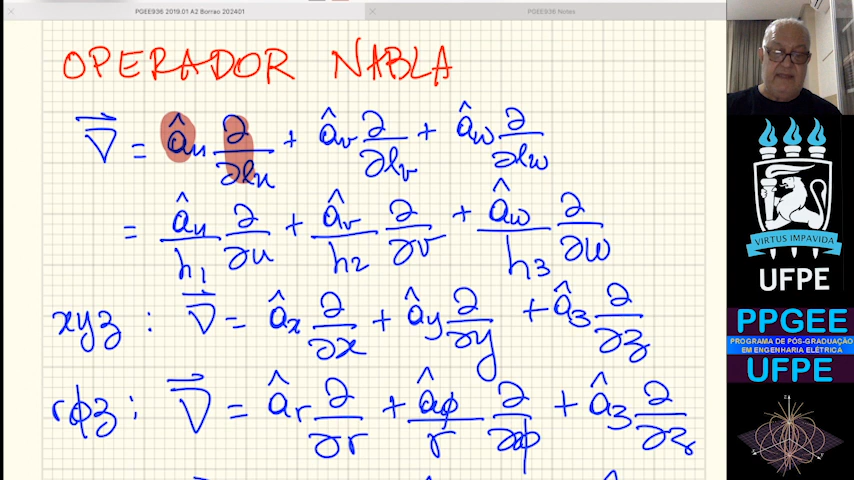 PGEE936 2019.01 A2 Borrao 202401
PGEE936 Notes
OPERADOR NABLA
∇⃗ = âu ∂/∂lu + âv ∂/∂lv + âw ∂/∂lw
= âu/h1 ∂/∂u + âv/h2 ∂/∂v + âw/h3 ∂/∂w
xyz : ∇⃗ = âx ∂/∂x + ây ∂/∂y + âz ∂/∂z
rϕz : ∇⃗ = âr ∂/∂r + âϕ/r ∂/∂ϕ + âz ∂/∂z
VIRTUS IMPAVIDA
UFPE
PPGEE
PROGRAMA DE PÓS-GRADUAÇÃO
EM ENGENHARIA ELÉTRICA
UFPE